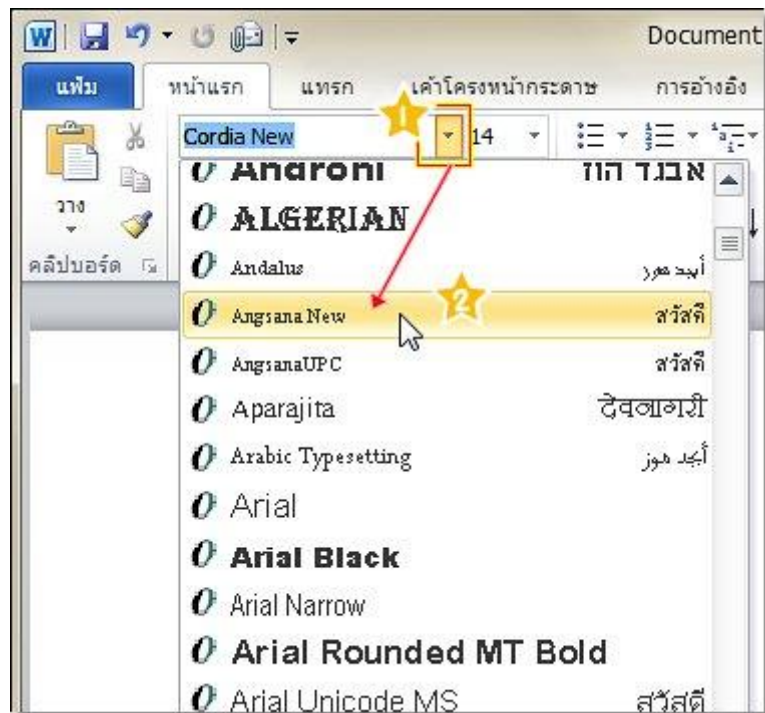 W Document
แฟ้ม หน้าแรก แทรก เค้าโครงหน้ากระดาษ การอ้างอิง
Cordia New 1 14
วาง
คลิปบอร์ด
Andalus أبجد هوز
ALGERIAN
Angsana New 2 สวัสดี
AngsanaUPC สวัสดี
Aparajita देवनागरी
Arabic Typesetting أبجد هوز
Arial
Arial Black
Arial Narrow
Arial Rounded MT Bold
Arial Unicode MS สวัสดี